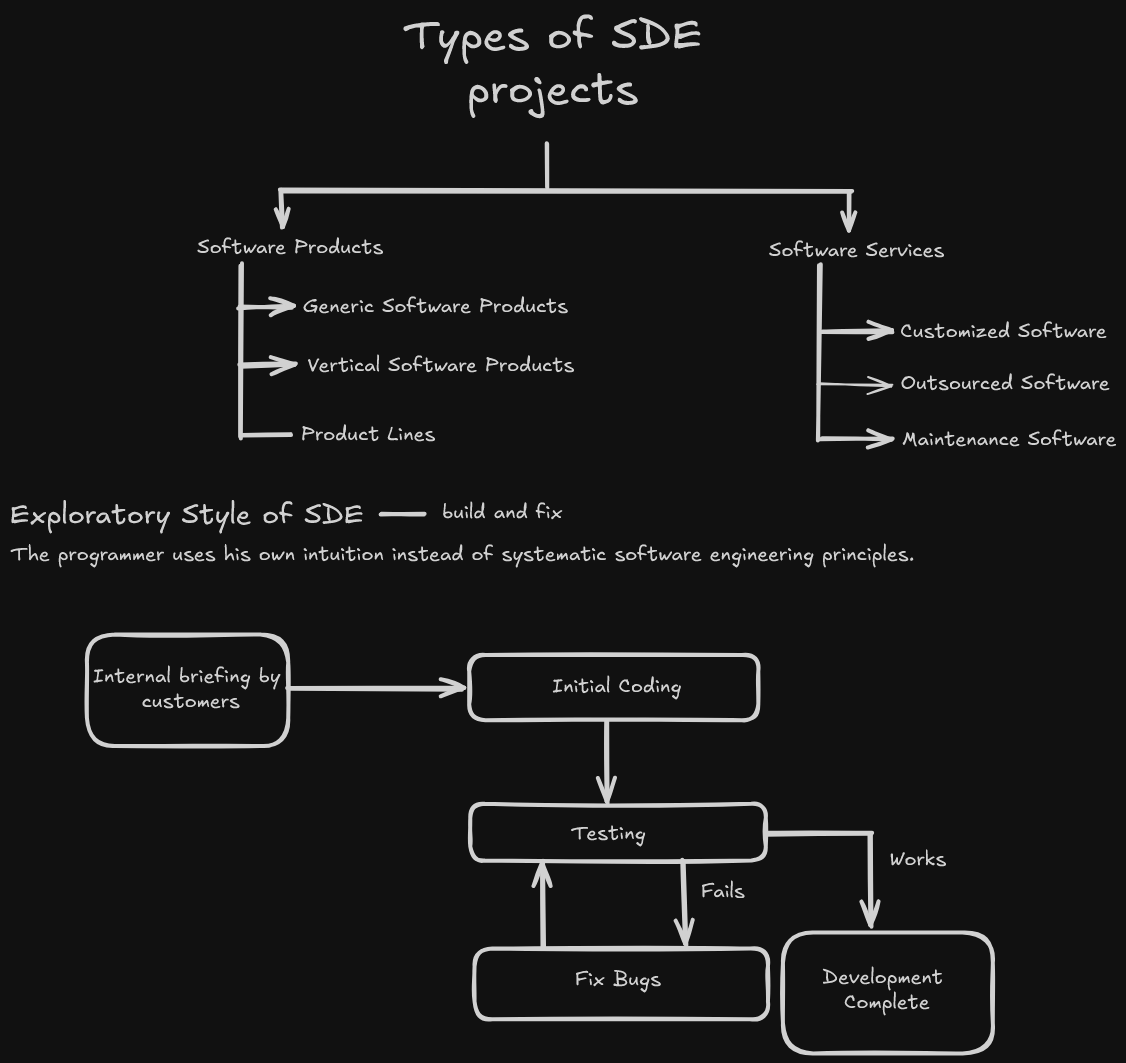 Types of SDE
projects
Software Products
Generic Software Products
Vertical Software Products
Product Lines
Software Services
Customized Software
Outsourced Software
Maintenance Software
Exploratory Style of SDE — build and fix
The programmer uses his own intuition instead of systematic software engineering principles.
Internal briefing by
customers
Initial Coding
Testing
Works
Fails
Fix Bugs
Development
Complete